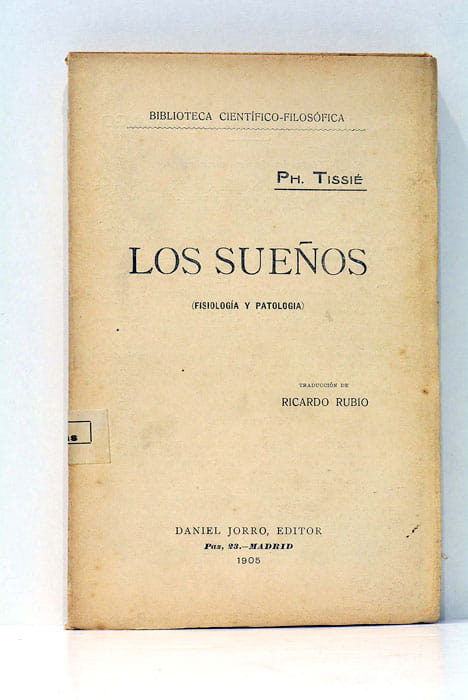 BIBLIOTECA CIENTÍFICO-FILOSÓFICA
PH. TISSIÉ
LOS SUEÑOS
(FISIOLOGÍA Y PATOLOGIA)
TRADUCCIÓN DE
RICARDO RUBIO
DANIEL JORRO, EDITOR
Paz, 23.—MADRID
1905